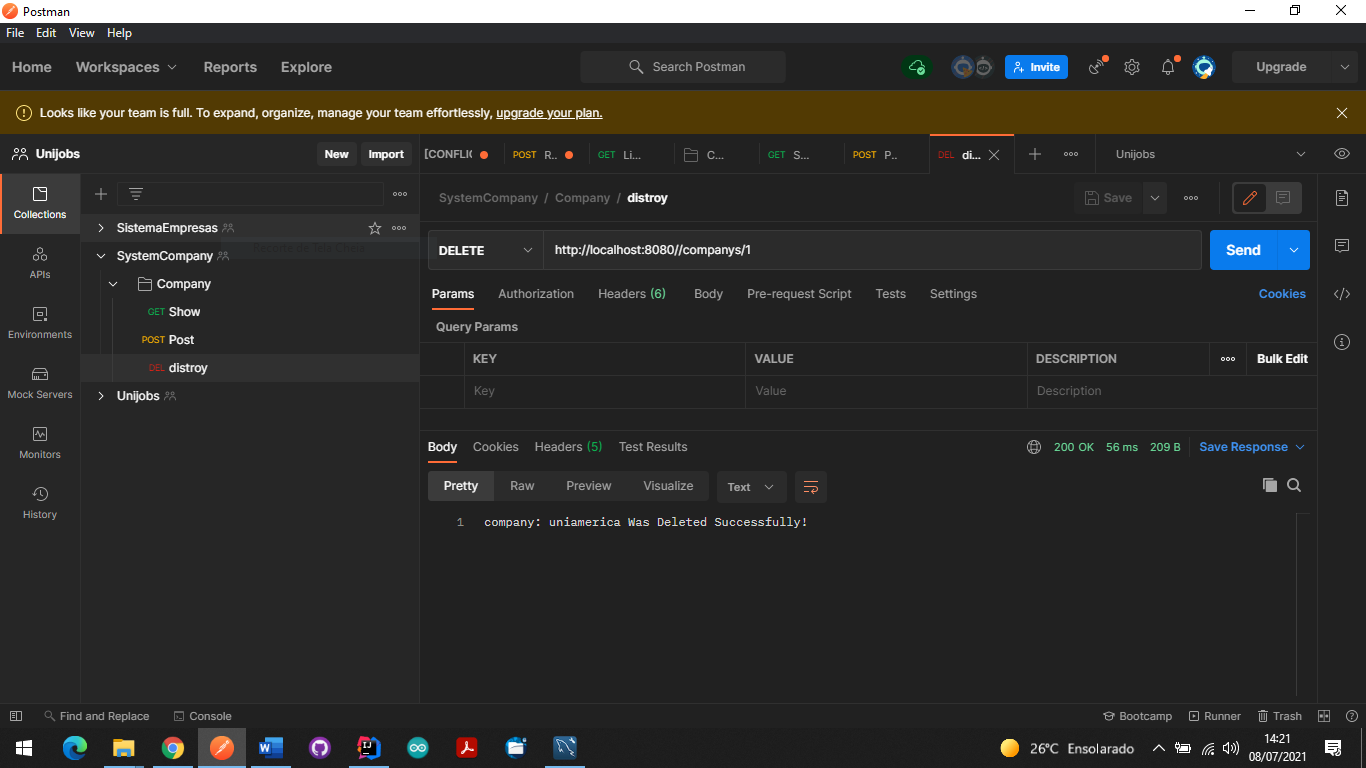 Postman
File Edit View Help
Home Workspaces Reports Explore Search Postman Invite Upgrade
Looks like your team is full. To expand, organize, manage your team effortlessly, upgrade your plan.
Unijobs New Import
[CONFLIC POST R.. GET Li... C... GET S... POST P.. DEL di... Unijobs
Collections
APIs
Environments
Mock Servers
Monitors
History
SistemaEmpresas
SystemCompany
Company
GET Show
POST Post
DEL distroy
Unijobs
SystemCompany / Company / distroy Save
DELETE http://localhost:8080//companys/1 Send
Params Authorization Headers (6) Body Pre-request Script Tests Settings Cookies
Query Params
KEY VALUE DESCRIPTION Bulk Edit
Key Value Description
Body Cookies Headers (5) Test Results 200 OK 56 ms 209 B Save Response
Pretty Raw Preview Visualize Text
1 company: uniamerica Was Deleted Successfully!
Find and Replace Console Bootcamp Runner Trash
26°C Ensolarado 14:21
08/07/2021